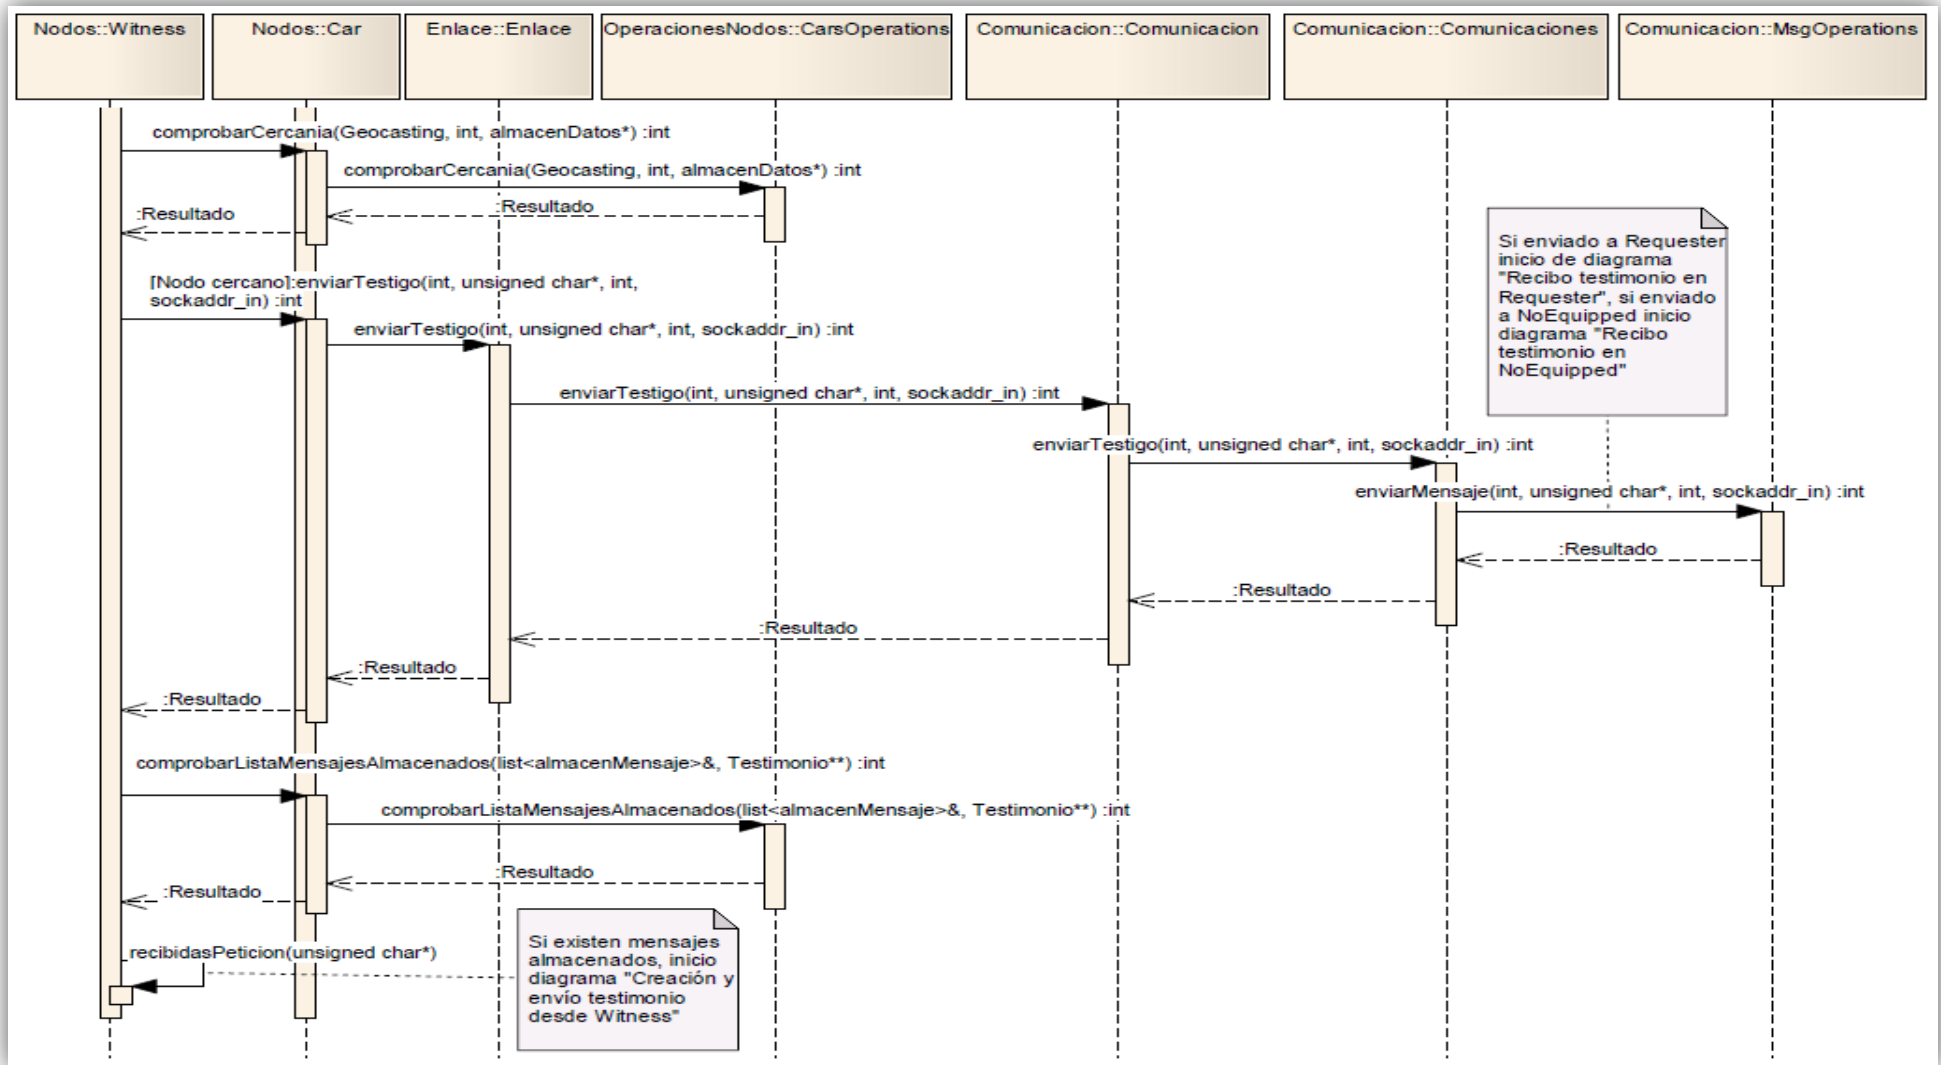 Nodos::Witness
Nodos::Car
Enlace::Enlace
OperacionesNodos::CarsOperations
Comunicacion::Comunicacion
Comunicacion::Comunicaciones
Comunicacion::MsgOperations
comprobarCercania(Geocasting, int, almacenDatos*) :int
comprobarCercania(Geocasting, int, almacenDatos*) :int
:Resultado
:Resultado
Si enviado a Requester
inicio de diagrama
"Recibo testimonio en
Requester", si enviado
a NoEquipped inicio
diagrama "Recibo
testimonio en
NoEquipped"
[Nodo cercano]:enviarTestigo(int, unsigned char*, int,
sockaddr_in) :int
enviarTestigo(int, unsigned char*, int, sockaddr_in) :int
enviarTestigo(int, unsigned char*, int, sockaddr_in) :int
enviarTestigo(int, unsigned char*, int, sockaddr_in) :int
enviarMensaje(int, unsigned char*, int, sockaddr_in) :int
:Resultado
:Resultado
:Resultado
:Resultado
:Resultado
comprobarListaMensajesAlmacenados(list<almacenMensaje>&, Testimonio**) :int
comprobarListaMensajesAlmacenados(list<almacenMensaje>&, Testimonio**) :int
:Resultado
:Resultado
recibidasPeticion(unsigned char*)
Si existen mensajes
almacenados, inicio
diagrama "Creación y
envío testimonio
desde Witness"